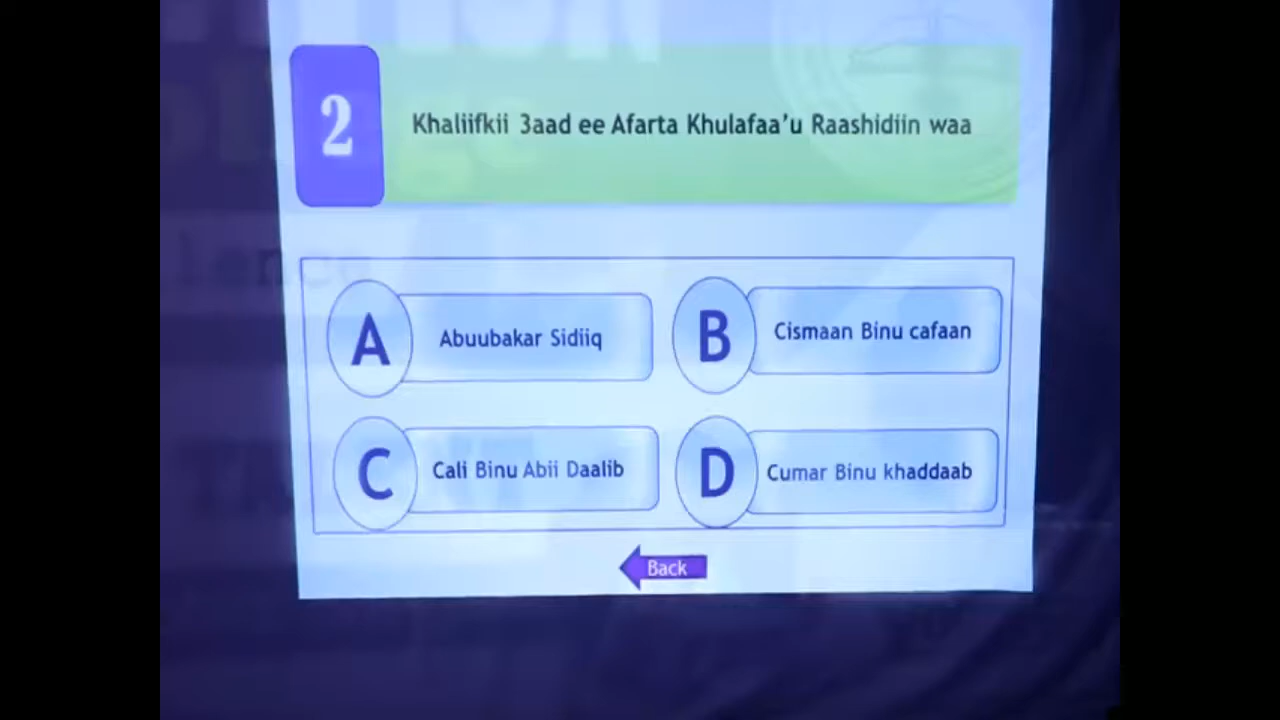 2
Khaliifkii 3aad ee Afarta Khulafaa'u Raashidiin waa
A
Abuubakar Sidiiq
B
Cismaan Binu cafaan
C
Cali Binu Abii Daalib
D
Cumar Binu khaddaab
Back